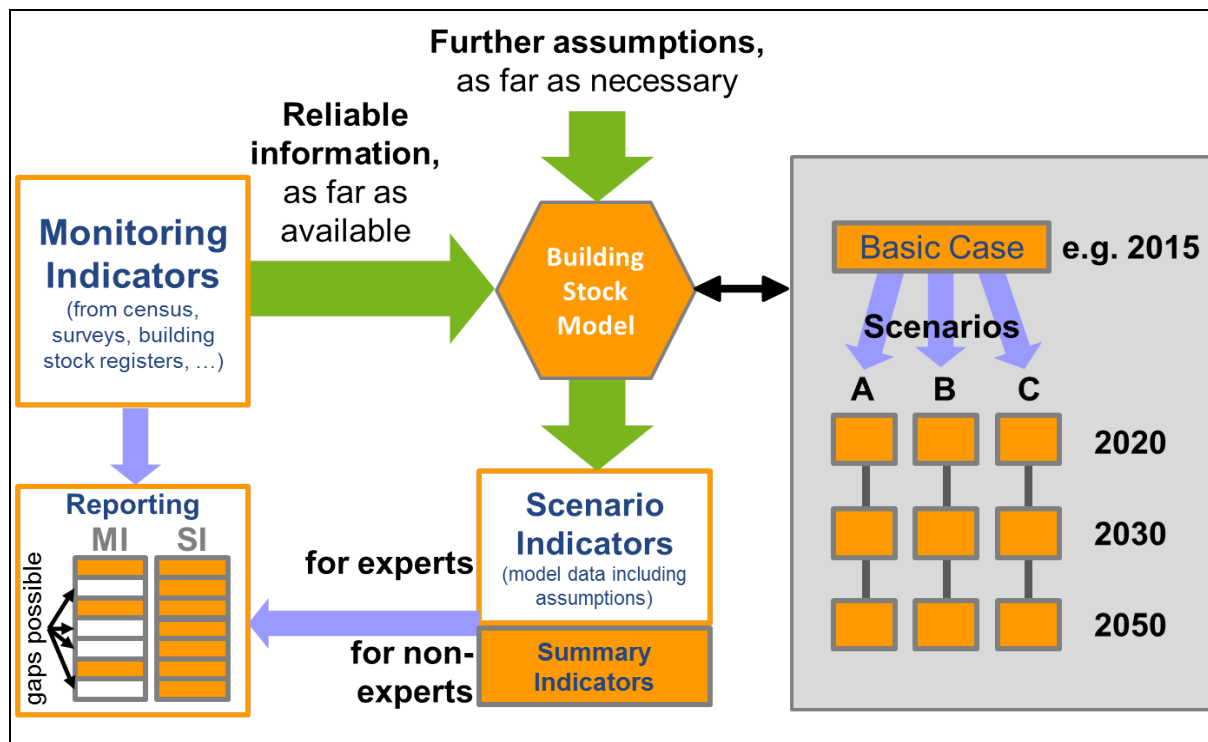 Further assumptions,
as far as necessary
Reliable
information,
as far as
available
Monitoring
Indicators
(from census,
surveys, building
stock registers, …)
Building
Stock
Model
Basic Case
e.g. 2015
Scenarios
A B C
2020
2030
2050
Reporting
MI SI
gaps possible
for experts
for non-
experts
Scenario
Indicators
(model data including
assumptions)
Summary
Indicators